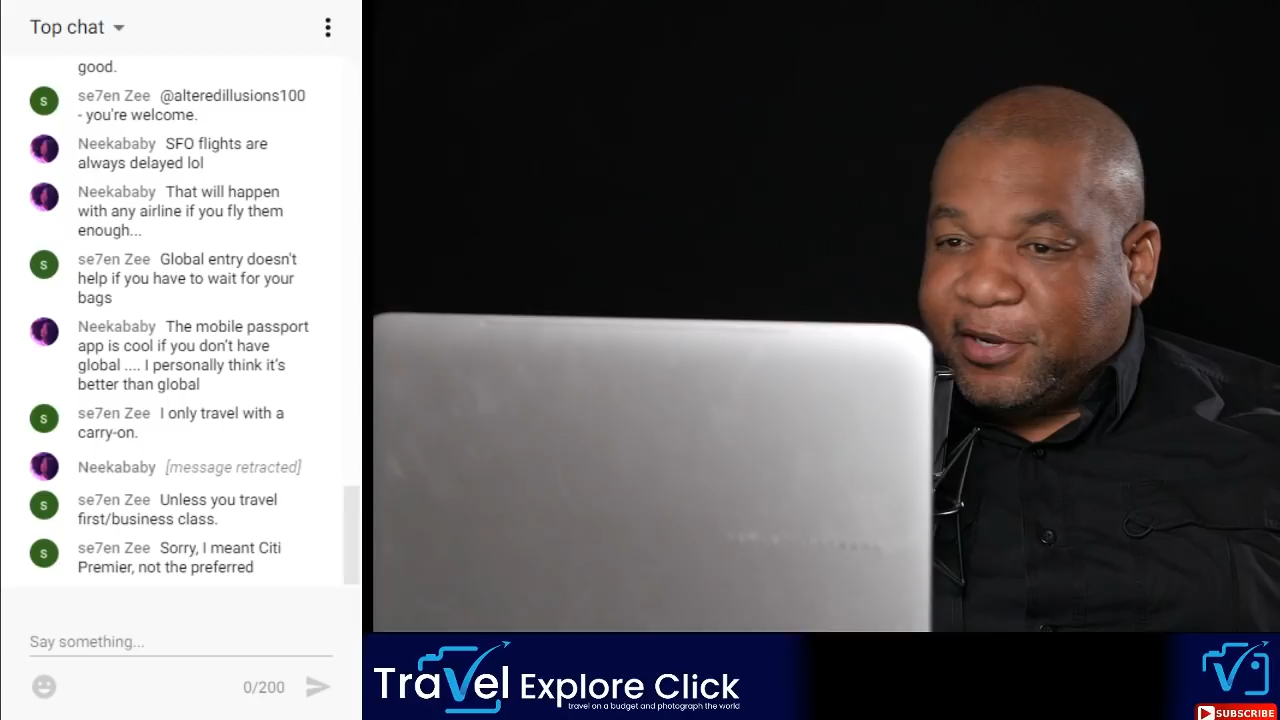 Top chat
good.
s se7en Zee @alteredillusions100
- you're welcome.
Neekababy SFO flights are
always delayed lol
Neekababy That will happen
with any airline if you fly them
enough...
s se7en Zee Global entry doesn't
help if you have to wait for your
bags
Neekababy The mobile passport
app is cool if you don't have
global .... I personally think it's
better than global
s se7en Zee I only travel with a
carry-on.
Neekababy [message retracted]
s se7en Zee Unless you travel
first/business class.
s se7en Zee Sorry, I meant Citi
Premier, not the preferred
Say something...
0/200
Travel Explore Click
travel on a budget and photograph the world
SUBSCRIBE